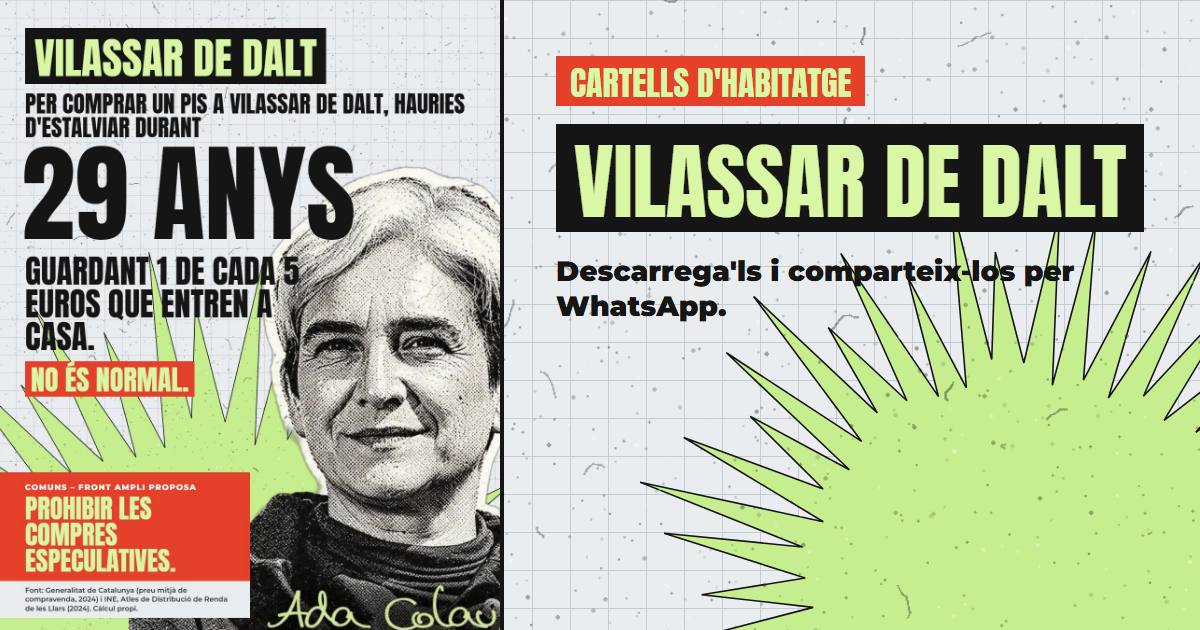 VILASSAR DE DALT
PER COMPRAR UN PIS A VILASSAR DE DALT, HAURIES
D'ESTALVIAR DURANT
29 ANYS
GUARDANT 1 DE CADA 5
EUROS QUE ENTREN A
CASA.
NO ÉS NORMAL.
COMUNS – FRONT AMPLI PROPOSA
PROHIBIR LES
COMPRES
ESPECULATIVES.
Font: Generalitat de Catalunya (preu mitjà de
compravenda, 2024) i INE, Atles de Distribució de Renda
de les Llars (2024). Càlcul propi.
Ada Colau
CARTELLS D'HABITATGE
VILASSAR DE DALT
Descarrega'ls i comparteix-los per
WhatsApp.